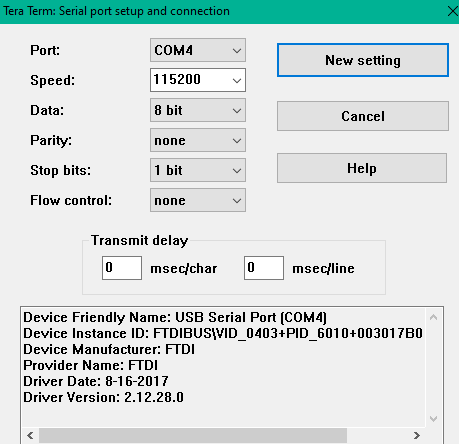 Tera Term: Serial port setup and connection
Port: COM4 New setting
Speed: 115200
Data: 8 bit Cancel
Parity: none
Stop bits: 1 bit Help
Flow control: none
Transmit delay
0 msec/char 0 msec/line
Device Friendly Name: USB Serial Port (COM4)
Device Instance ID: FTDIBUS\VID_0403+PID_6010+003017B0
Device Manufacturer: FTDI
Provider Name: FTDI
Driver Date: 8-16-2017
Driver Version: 2.12.28.0